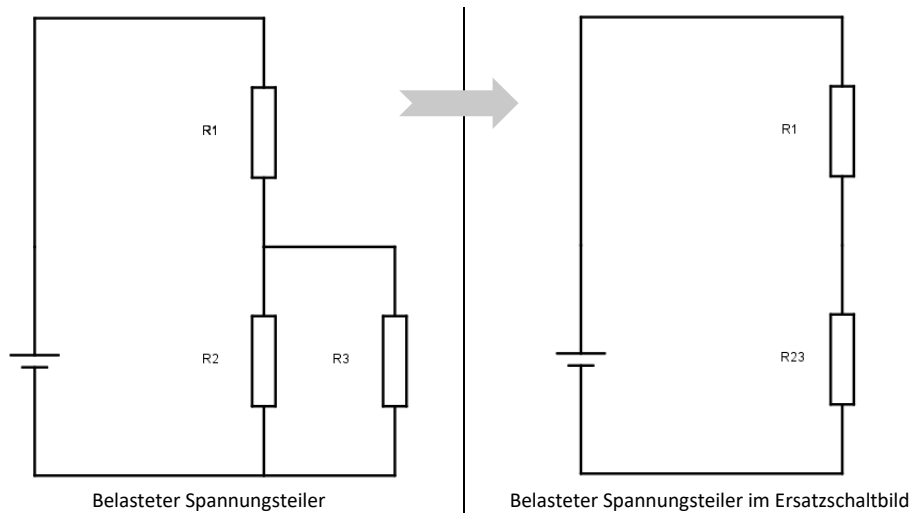 R1
R2
R3
Belasteter Spannungsteiler
R1
R23
Belasteter Spannungsteiler im Ersatzschaltbild